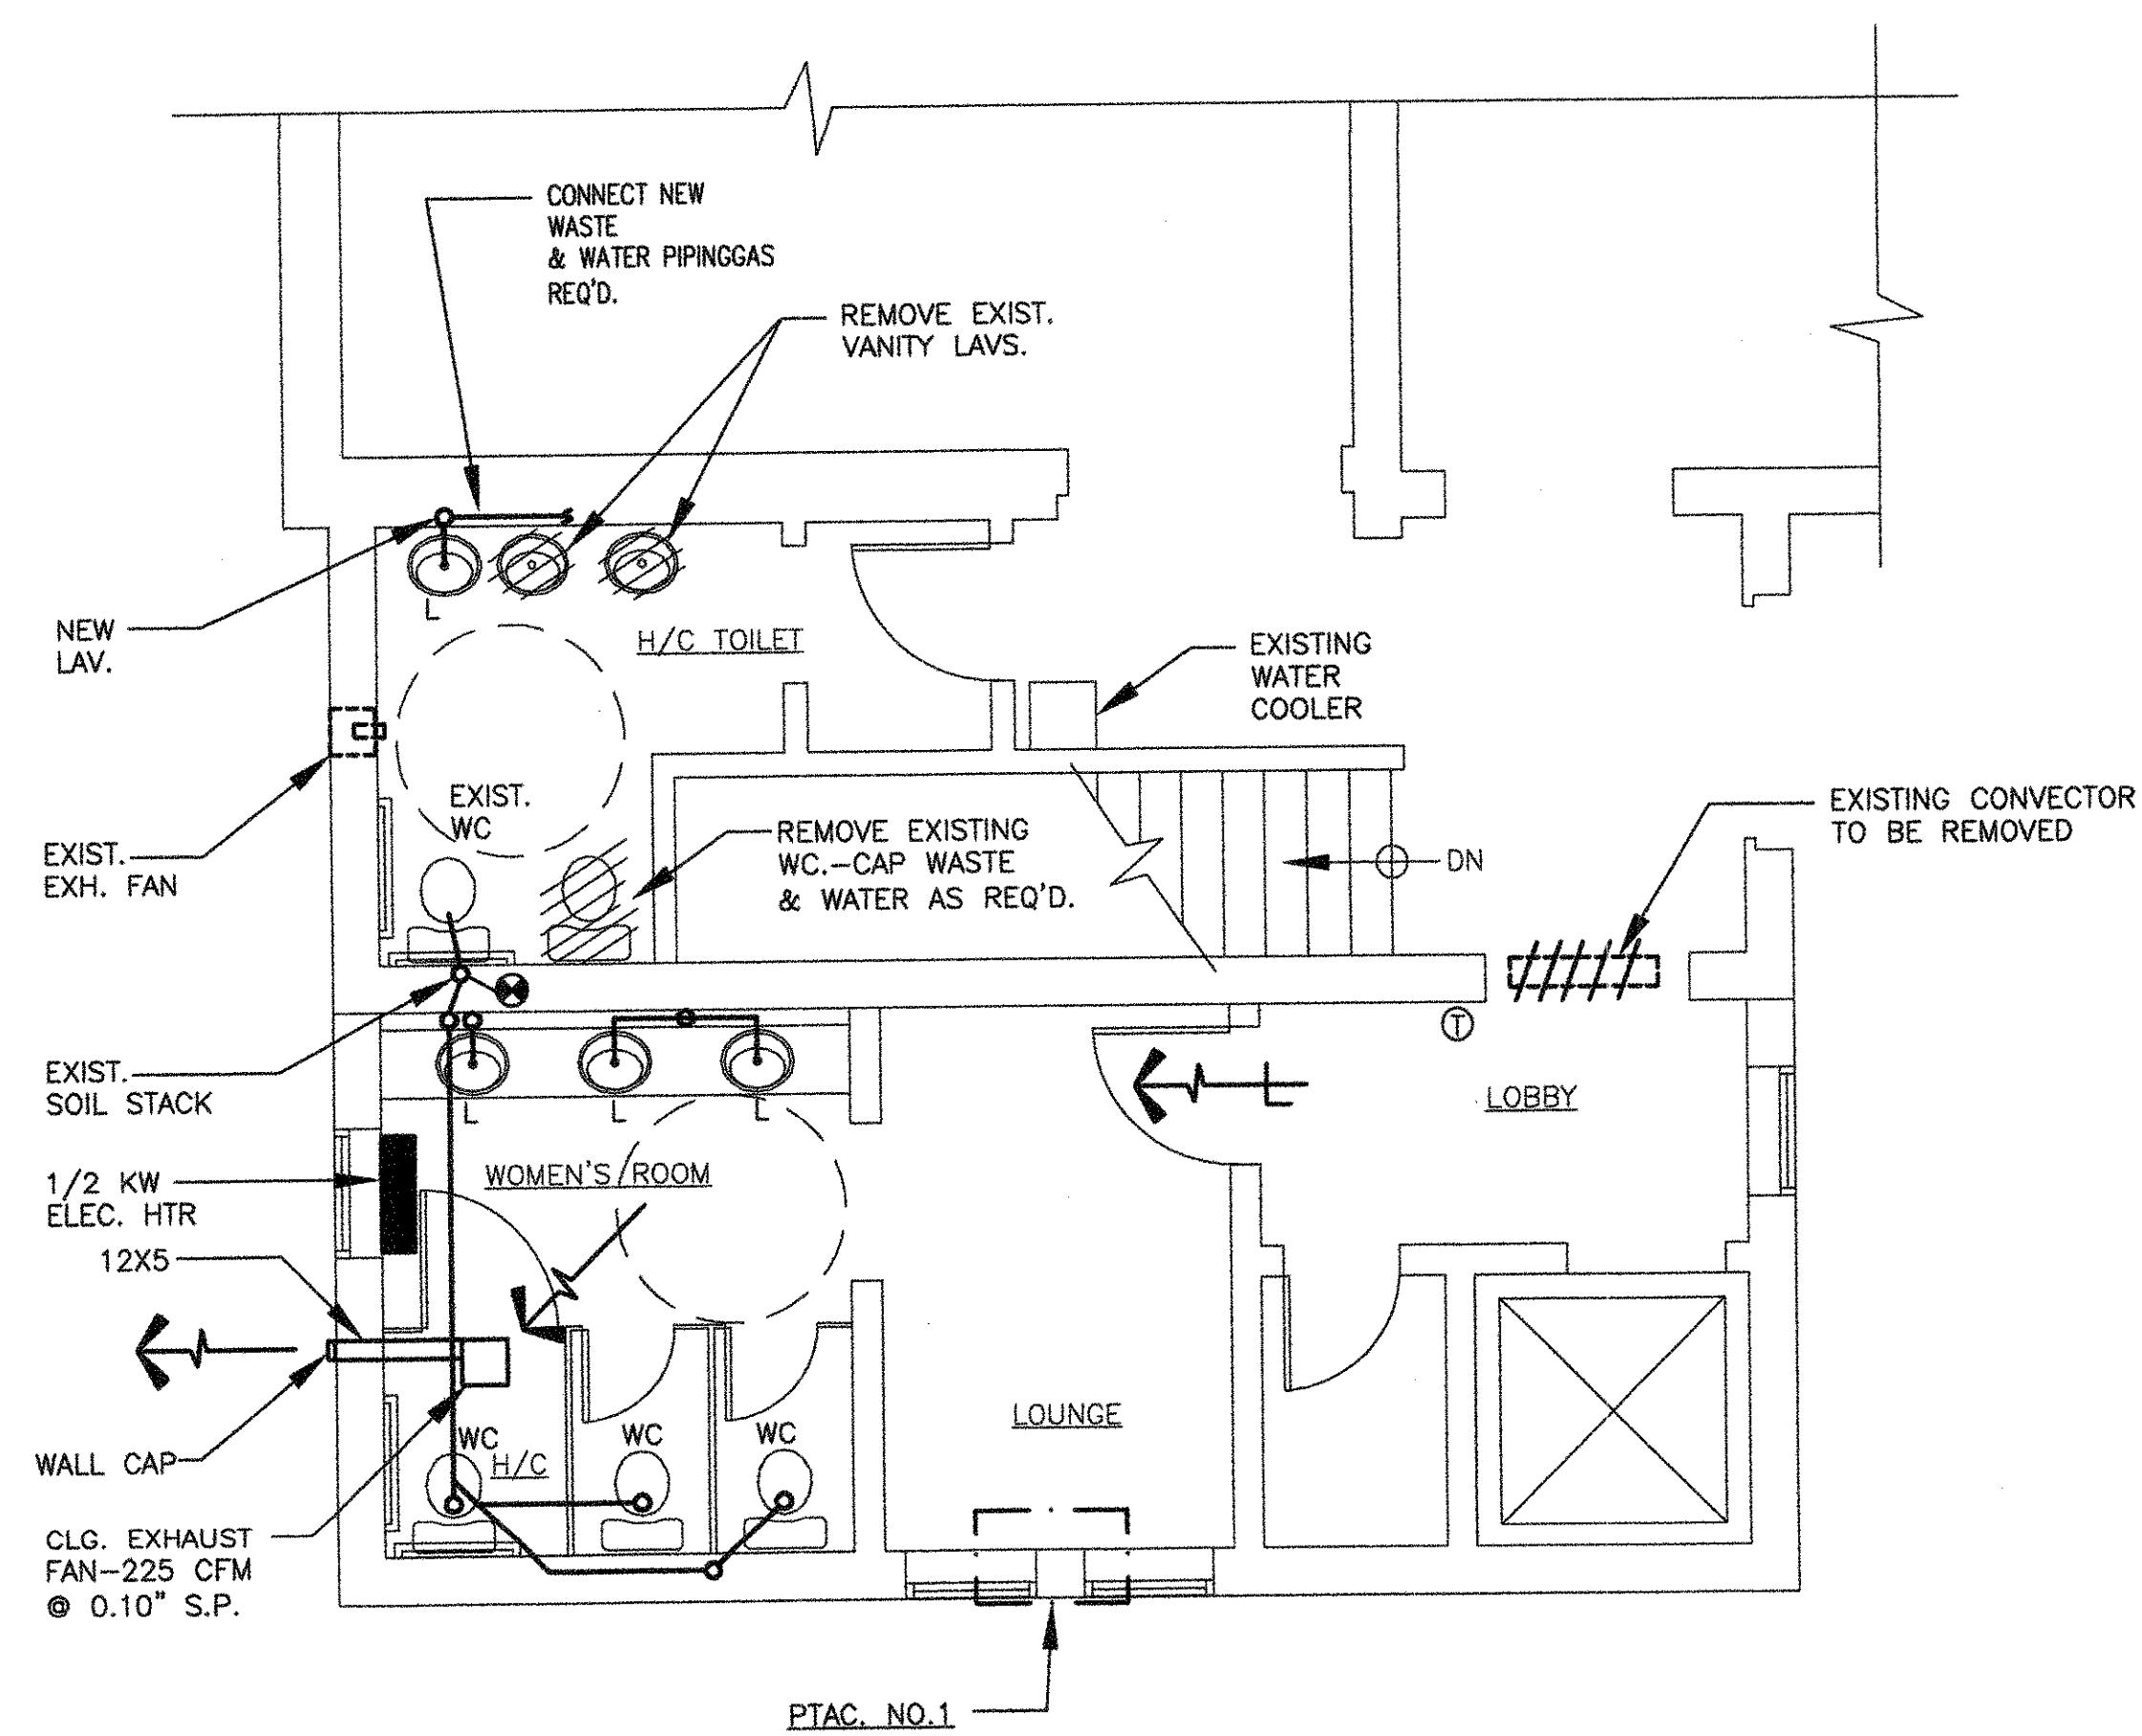 CONNECT NEW
WASTE
& WATER PIPINGGAS
REQ'D.
REMOVE EXIST.
VANITY LAVS.
L
NEW
LAV.
H/C TOILET
EXISTING
WATER
COOLER
EXIST.
WC
EXIST.
EXH. FAN
REMOVE EXISTING
WC.-CAP WASTE
& WATER AS REQ'D.
DN
EXISTING CONVECTOR
TO BE REMOVED
T
EXIST.
SOIL STACK
L
L
L
LOBBY
1/2 KW
ELEC. HTR
WOMEN'S ROOM
12X5
WALL CAP
WC
H/C
WC
WC
LOUNGE
CLG. EXHAUST
FAN-225 CFM
@ 0.10" S.P.
PTAC. NO.1